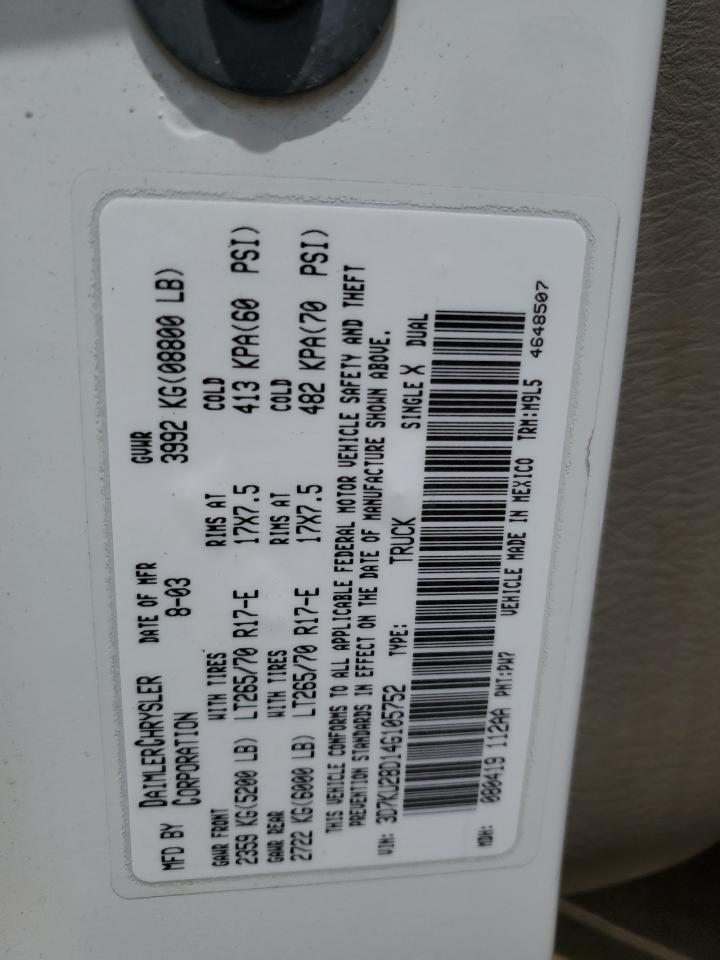 MFD BY DAIMLERCHRYSLER CORPORATION DATE OF MFR 8-03 GVWR 3992 KG(08800 LB)
GAWR FRONT WITH TIRES RIMS AT COLD
2359 KG(5200 LB) LT265/70 R17-E 17X7.5 413 KPA(60 PSI)
GAWR REAR WITH TIRES RIMS AT COLD
2722 KG(6000 LB) LT265/70 R17-E 17X7.5 482 KPA(70 PSI)
THIS VEHICLE CONFORMS TO ALL APPLICABLE FEDERAL MOTOR VEHICLE SAFETY AND THEFT
PREVENTION STANDARDS IN EFFECT ON THE DATE OF MANUFACTURE SHOWN ABOVE.
VIN: 3D7KU28D14G105752 TYPE: TRUCK SINGLE X DUAL
MDH: 080419 112AA PNT:PW7 VEHICLE MADE IN MEXICO TRM:M9L5 4648507